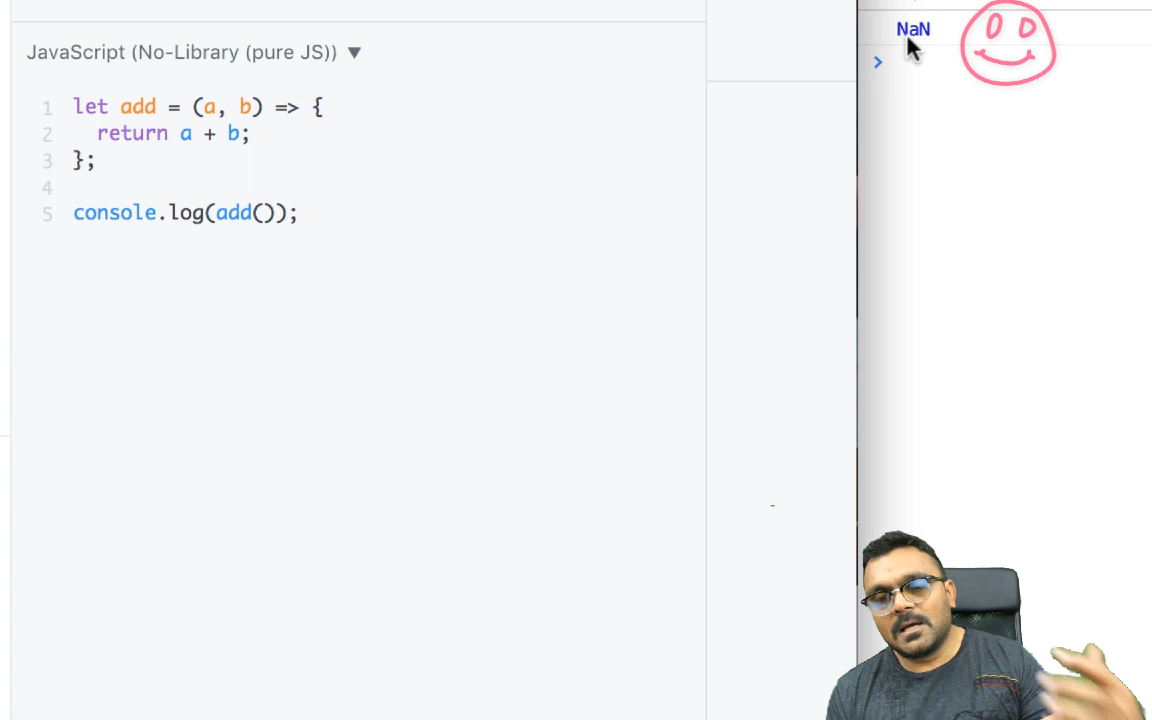 JavaScript (No-Library (pure JS)) ▼
1 let add = (a, b) => {
2   return a + b;
3 };
4
5 console.log(add());
NaN
>